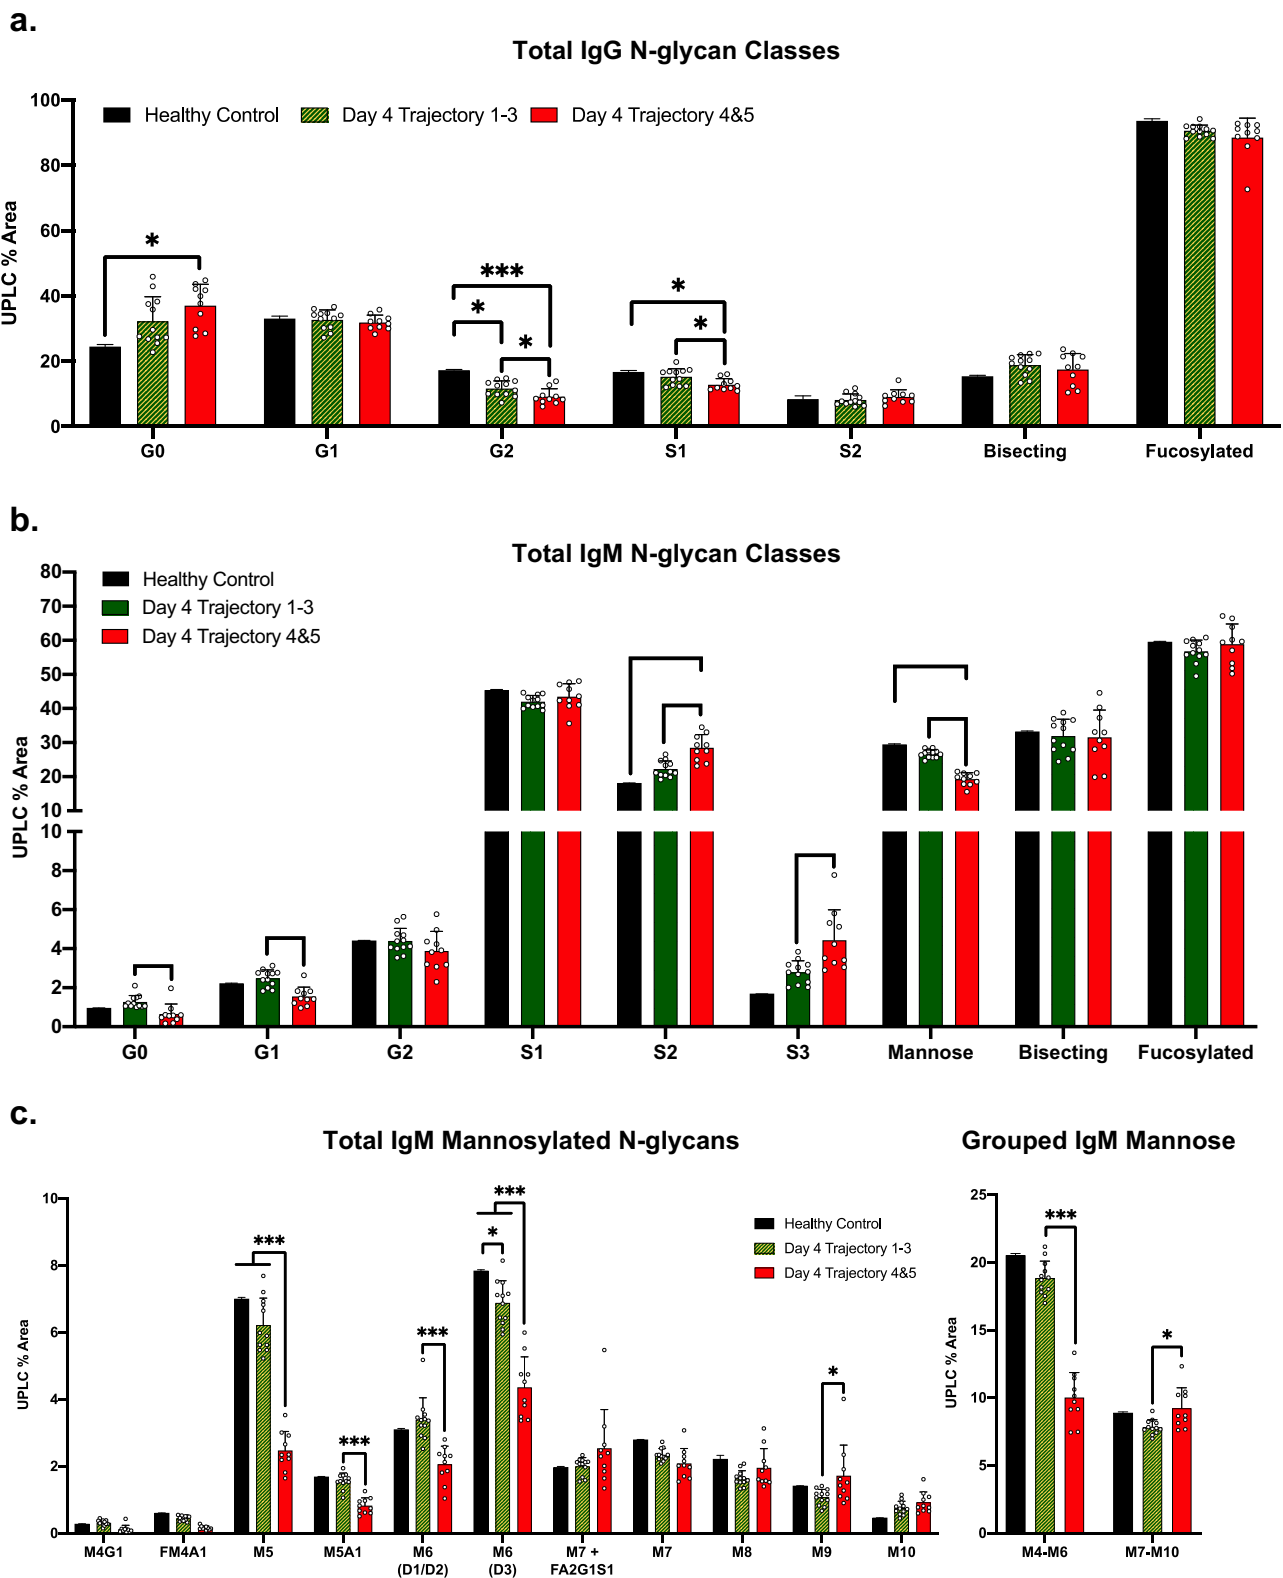 a.
Total IgG N-glycan Classes
Healthy Control
Day 4 Trajectory 1-3
Day 4 Trajectory 4&5
UPLC % Area
100
80
60
40
20
0
*
***
*
*
*
*
G0
G1
G2
S1
S2
Bisecting
Fucosylated
b.
Total IgM N-glycan Classes
Healthy Control
Day 4 Trajectory 1-3
Day 4 Trajectory 4&5
UPLC % Area
80
70
60
50
40
30
20
10
10
8
6
4
2
0
G0
G1
G2
S1
S2
S3
Mannose
Bisecting
Fucosylated
c.
Total IgM Mannosylated N-glycans
Healthy Control
Day 4 Trajectory 1-3
Day 4 Trajectory 4&5
UPLC % Area
10
8
6
4
2
0
***
***
***
***
*
*
M4G1
FM4A1
M5
M5A1
M6
(D1/D2)
M6
(D3)
M7 +
FA2G1S1
M7
M8
M9
M10
Grouped IgM Mannose
UPLC % Area
25
20
15
10
5
0
***
*
M4-M6
M7-M10